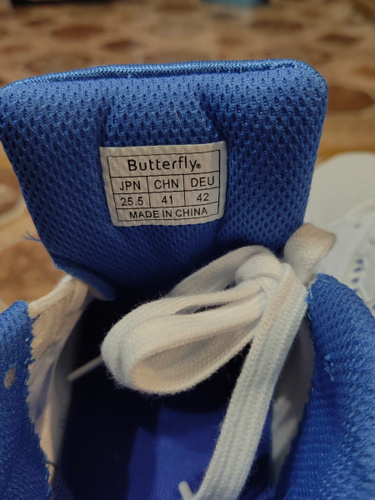 Butterfly®
JPN CHN DEU
25.5 41 42
MADE IN CHINA